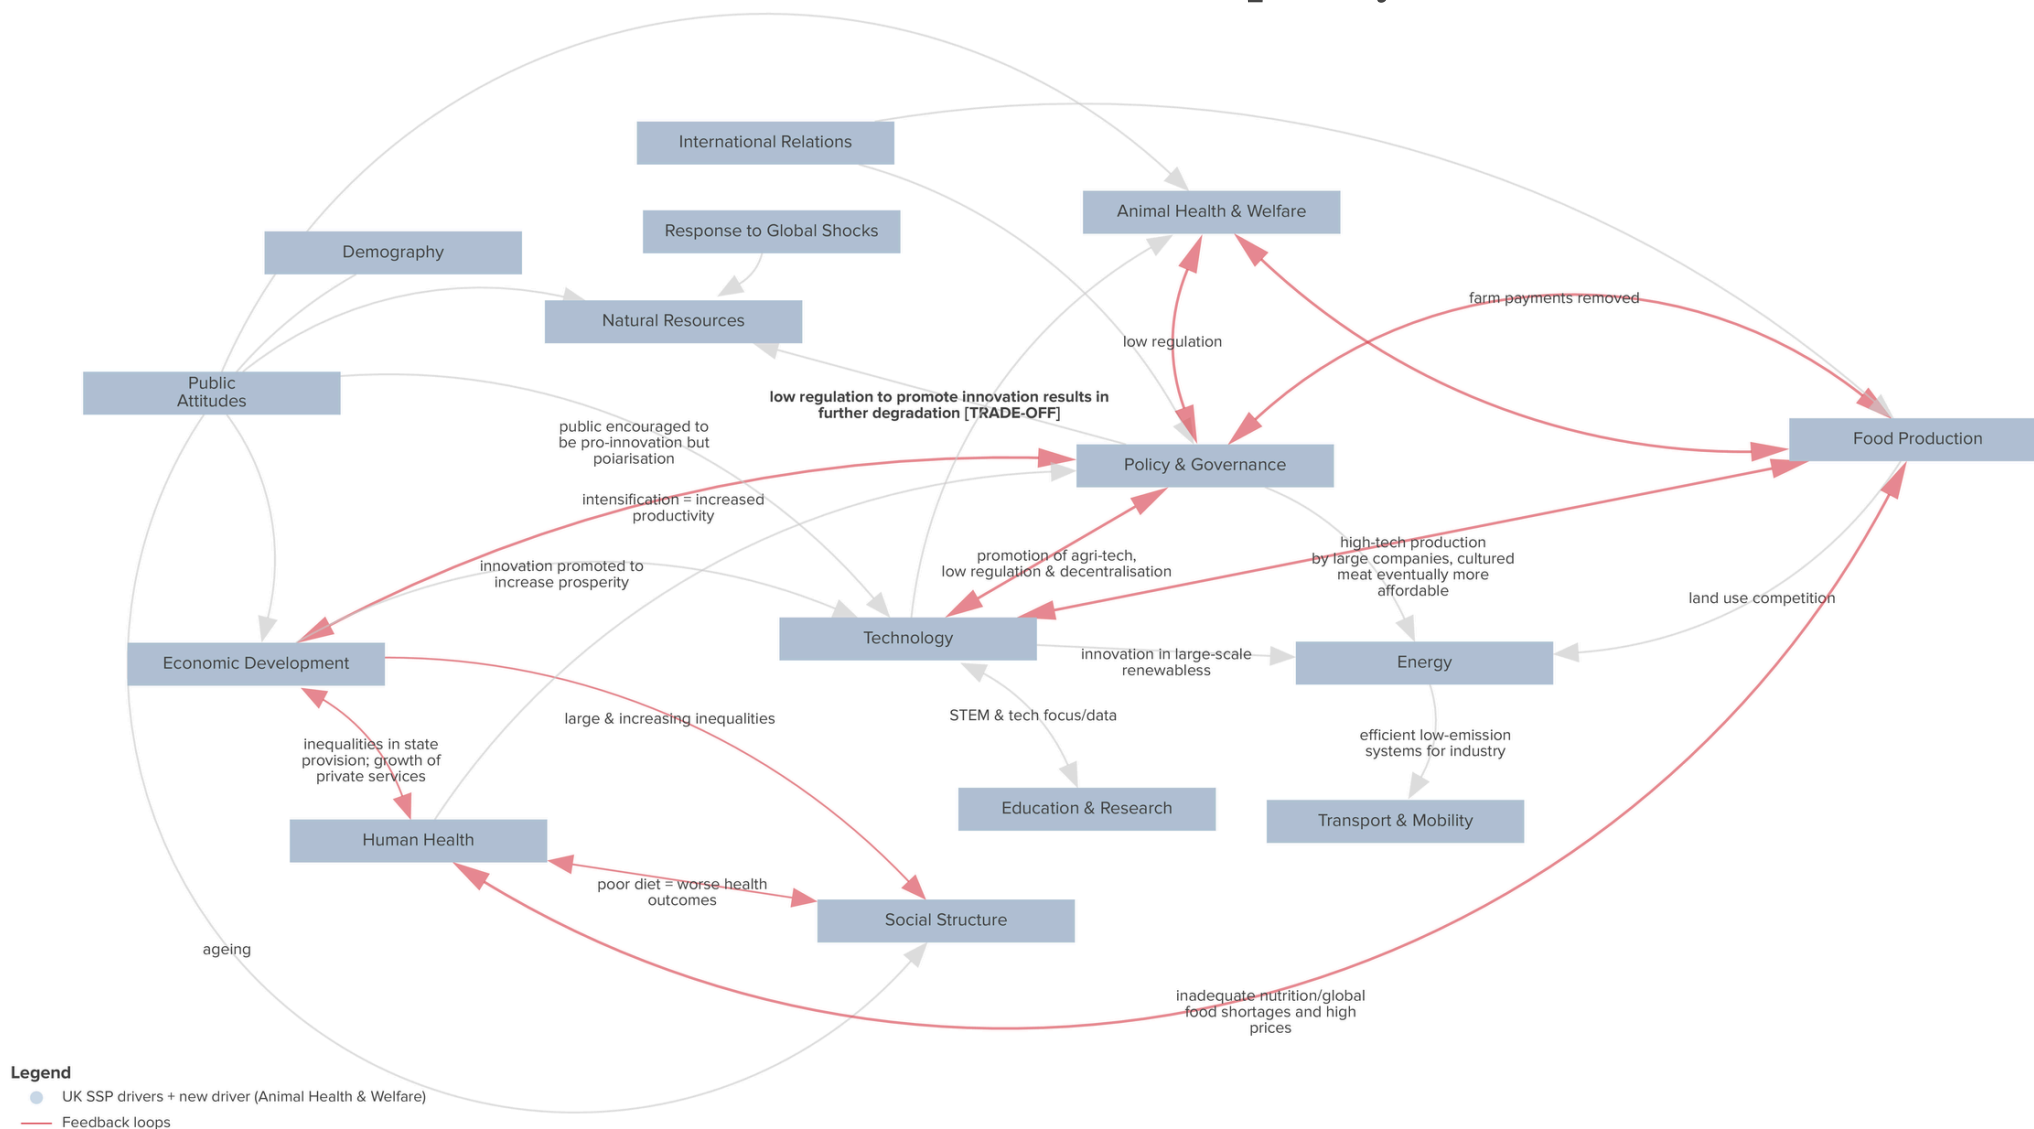 International Relations
Animal Health & Welfare
Response to Global Shocks
Demography
farm payments removed
Natural Resources
low regulation
Public
Attitudes
low regulation to promote innovation results in
further degradation [TRADE-OFF]
public encouraged to
be pro-innovation but
poiarisation
Food Production
Policy & Governance
intensification = increased
productivity
innovation promoted to
increase prosperity
promotion of agri-tech,
low regulation & decentralisation
high-tech production
by large companies, cultured
meat eventually more
affordable
land use competition
Technology
Economic Development
innovation in large-scale
renewabless
Energy
large & increasing inequalities
STEM & tech focus/data
inequalities in state
provision; growth of
private services
efficient low-emission
systems for industry
Education & Research
Transport & Mobility
Human Health
poor diet = worse health
outcomes
Social Structure
ageing
inadequate nutrition/global
food shortages and high
prices
Legend
UK SSP drivers + new driver (Animal Health & Welfare)
Feedback loops